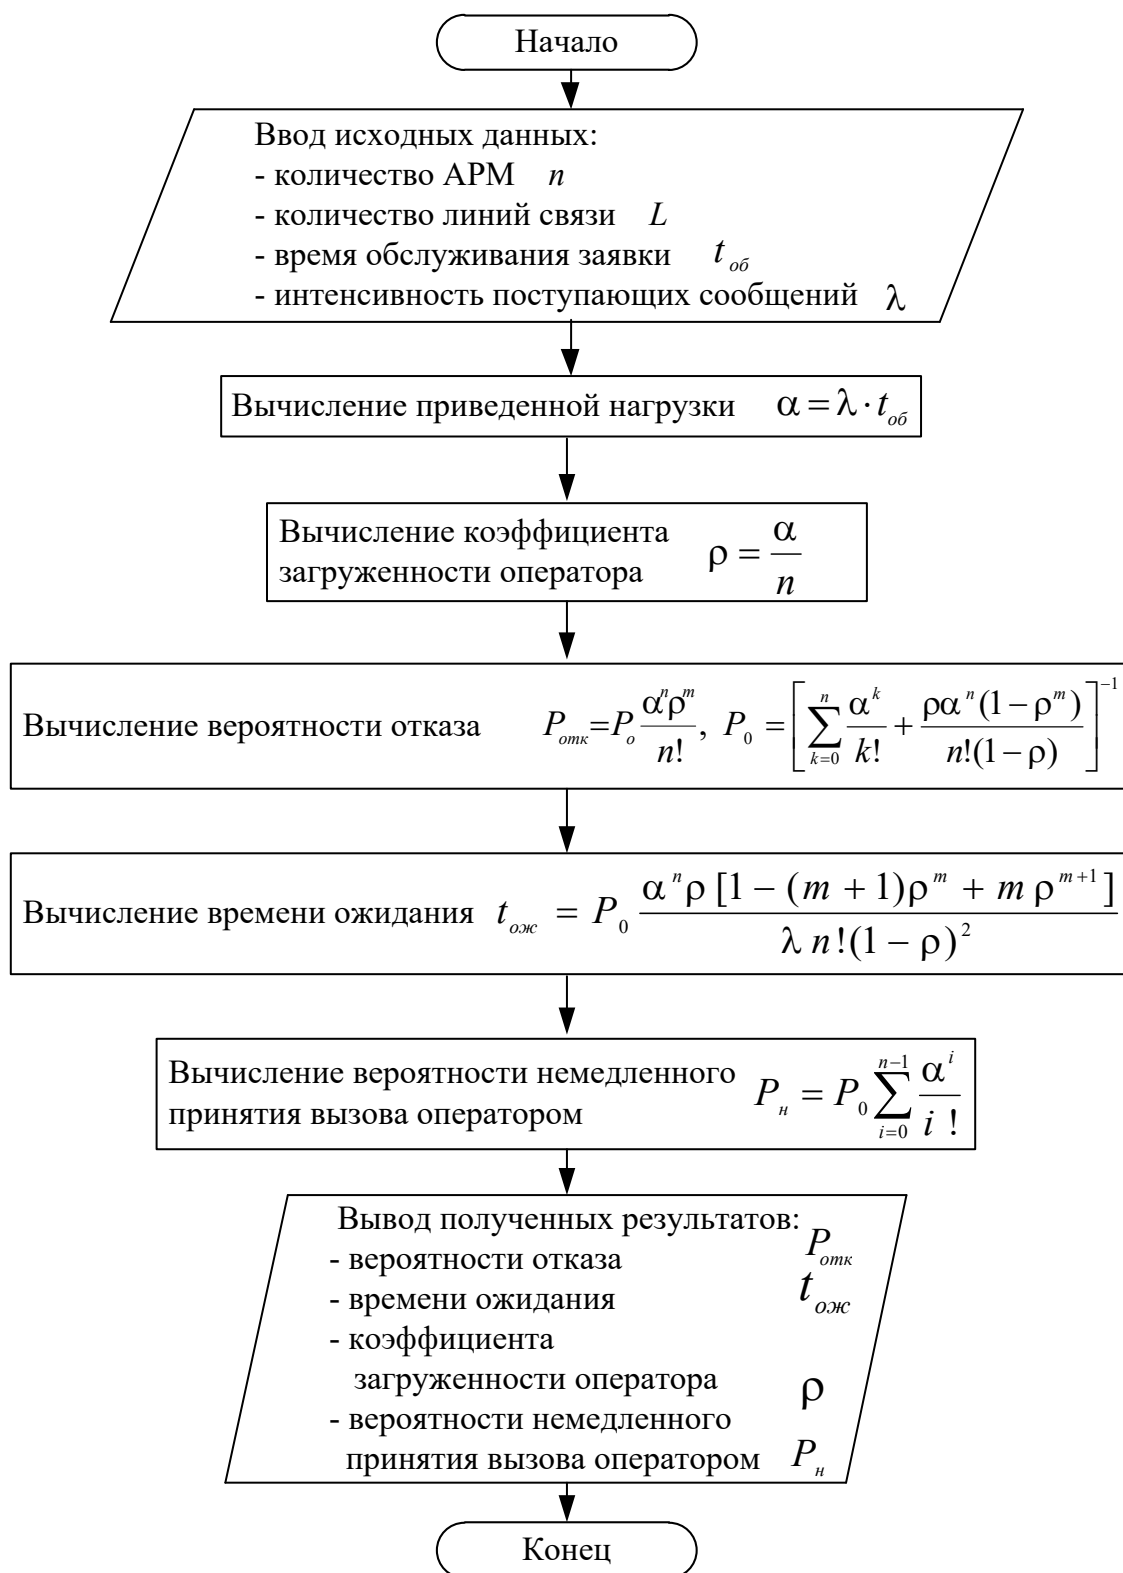 Начало
Ввод исходных данных:
- количество АРМ n
- количество линий связи L
- время обслуживания заявки t_об
- интенсивность поступающих сообщений λ
Вычисление приведенной нагрузки α = λ · t_об
Вычисление коэффициента
загруженности оператора ρ = α / n
Вычисление вероятности отказа P_отк = P_о α^n ρ^m / n! , P_0 = [ ∑_{k=0}^{n} α^k / k! + ρα^n (1 − ρ^m) / n!(1 − ρ) ]^{−1}
Вычисление времени ожидания t_ож = P_0 α^n ρ [1 − (m + 1)ρ^m + m ρ^{m+1}] / λ n!(1 − ρ)^2
Вычисление вероятности немедленного
принятия вызова оператором P_н = P_0 ∑_{i=0}^{n−1} α^i / i !
Вывод полученных результатов:
- вероятности отказа P_отк
- времени ожидания t_ож
- коэффициента
загруженности оператора ρ
- вероятности немедленного
принятия вызова оператором P_н
Конец